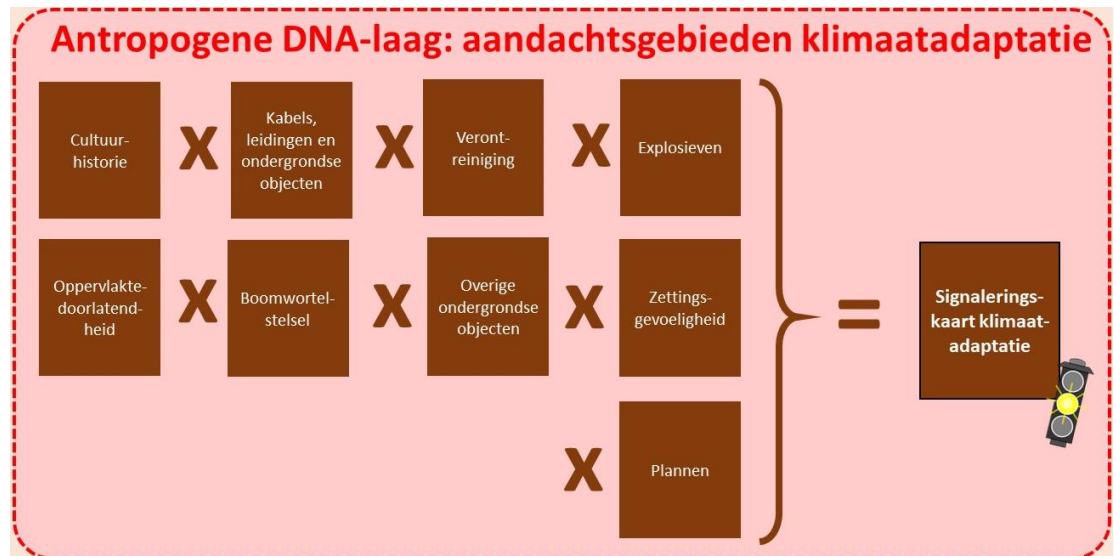 Antropogene DNA-laag: aandachtsgebieden klimaatadaptatie
Cultuur-
historie
X
Kabels,
leidingen en
ondergrondse
objecten
X
Veront-
reiniging
X
Explosieven
Oppervlakte-
doorlatend-
heid
X
Boomwortel-
stelsel
X
Overige
ondergrondse
objecten
X
Zettings-
gevoeligheid
X
Plannen
=
Signalerings-
kaart klimaat-
adaptatie